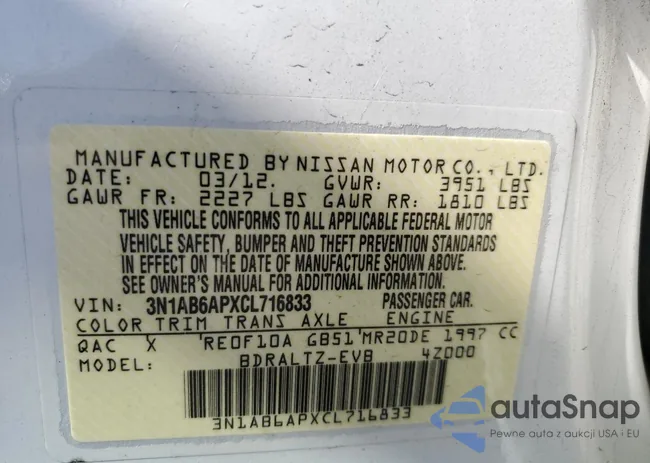 MANUFACTURED BY NISSAN MOTOR CO., LTD.
DATE: 03/12. GVWR: 3951 LBS
GAWR FR: 2227 LBS GAWR RR: 1810 LBS
THIS VEHICLE CONFORMS TO ALL APPLICABLE FEDERAL MOTOR
VEHICLE SAFETY, BUMPER AND THEFT PREVENTION STANDARDS
IN EFFECT ON THE DATE OF MANUFACTURE SHOWN ABOVE.
SEE OWNER'S MANUAL FOR ADDITIONAL INFORMATION.
VIN: 3N1AB6APXCL716833 PASSENGER CAR.
COLOR TRIM TRANS AXLE ENGINE
QAC X RE0F10A GB51 MR20DE 1997 CC
MODEL: BDRALTZ-EVB 4Z000
3N1AB6APXCL716833
autaSnap
Pewne auta z aukcji USA i EU